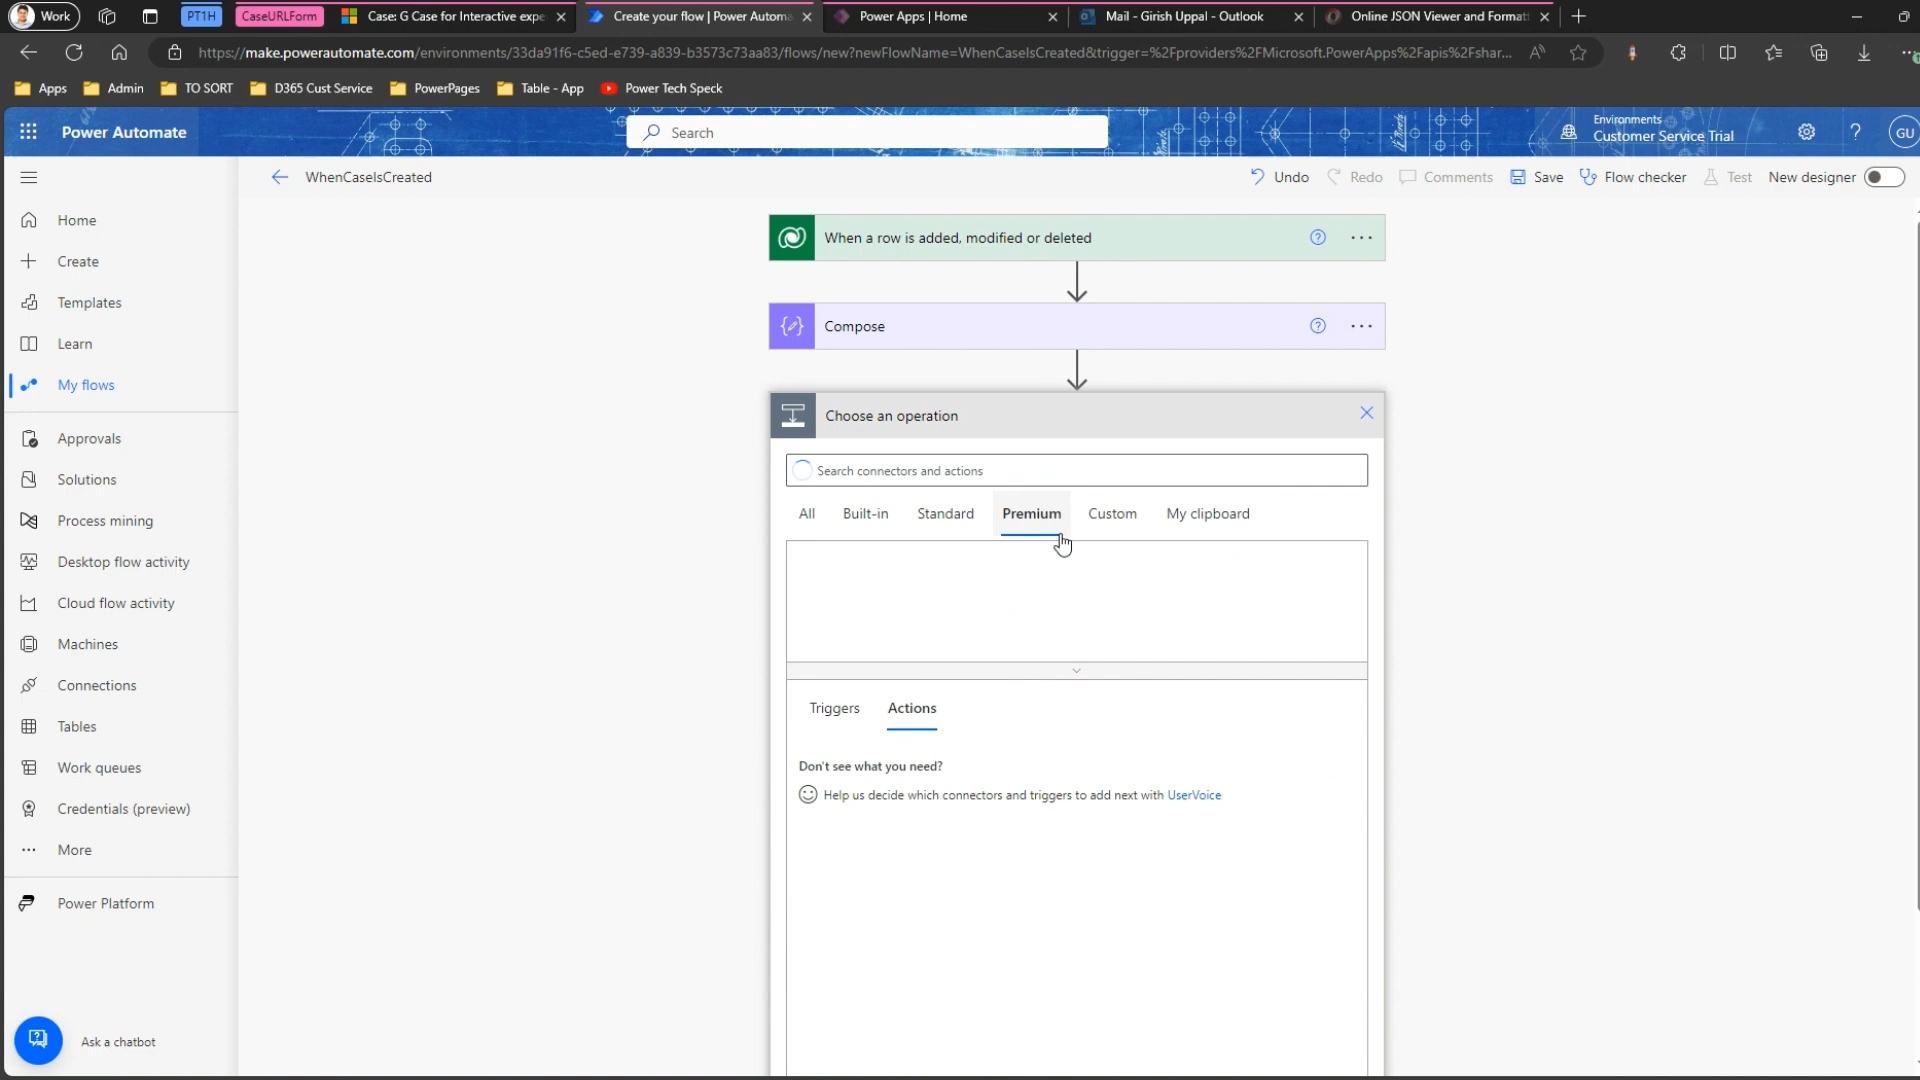 Work
PT1H
CaseURLForm
Case: G Case for Interactive expe
Create your flow | Power Automa
Power Apps | Home
Mail - Girish Uppal - Outlook
Online JSON Viewer and Formatt
https://make.powerautomate.com/environments/33da91f6-c5ed-e739-a839-b3573c73aa83/flows/new?newFlowName=WhenCaseIsCreated&trigger=%2Fproviders%2FMicrosoft.PowerApps%2Fapis%2Fshar...
Apps
Admin
TO SORT
D365 Cust Service
PowerPages
Table - App
Power Tech Speck
Power Automate
Search
Environments
Customer Service Trial
GU
WhenCaseIsCreated
Undo
Redo
Comments
Save
Flow checker
Test
New designer
Home
Create
Templates
Learn
My flows
Approvals
Solutions
Process mining
Desktop flow activity
Cloud flow activity
Machines
Connections
Tables
Work queues
Credentials (preview)
More
Power Platform
Ask a chatbot
When a row is added, modified or deleted
Compose
Choose an operation
Search connectors and actions
All
Built-in
Standard
Premium
Custom
My clipboard
Triggers
Actions
Don't see what you need?
Help us decide which connectors and triggers to add next with UserVoice